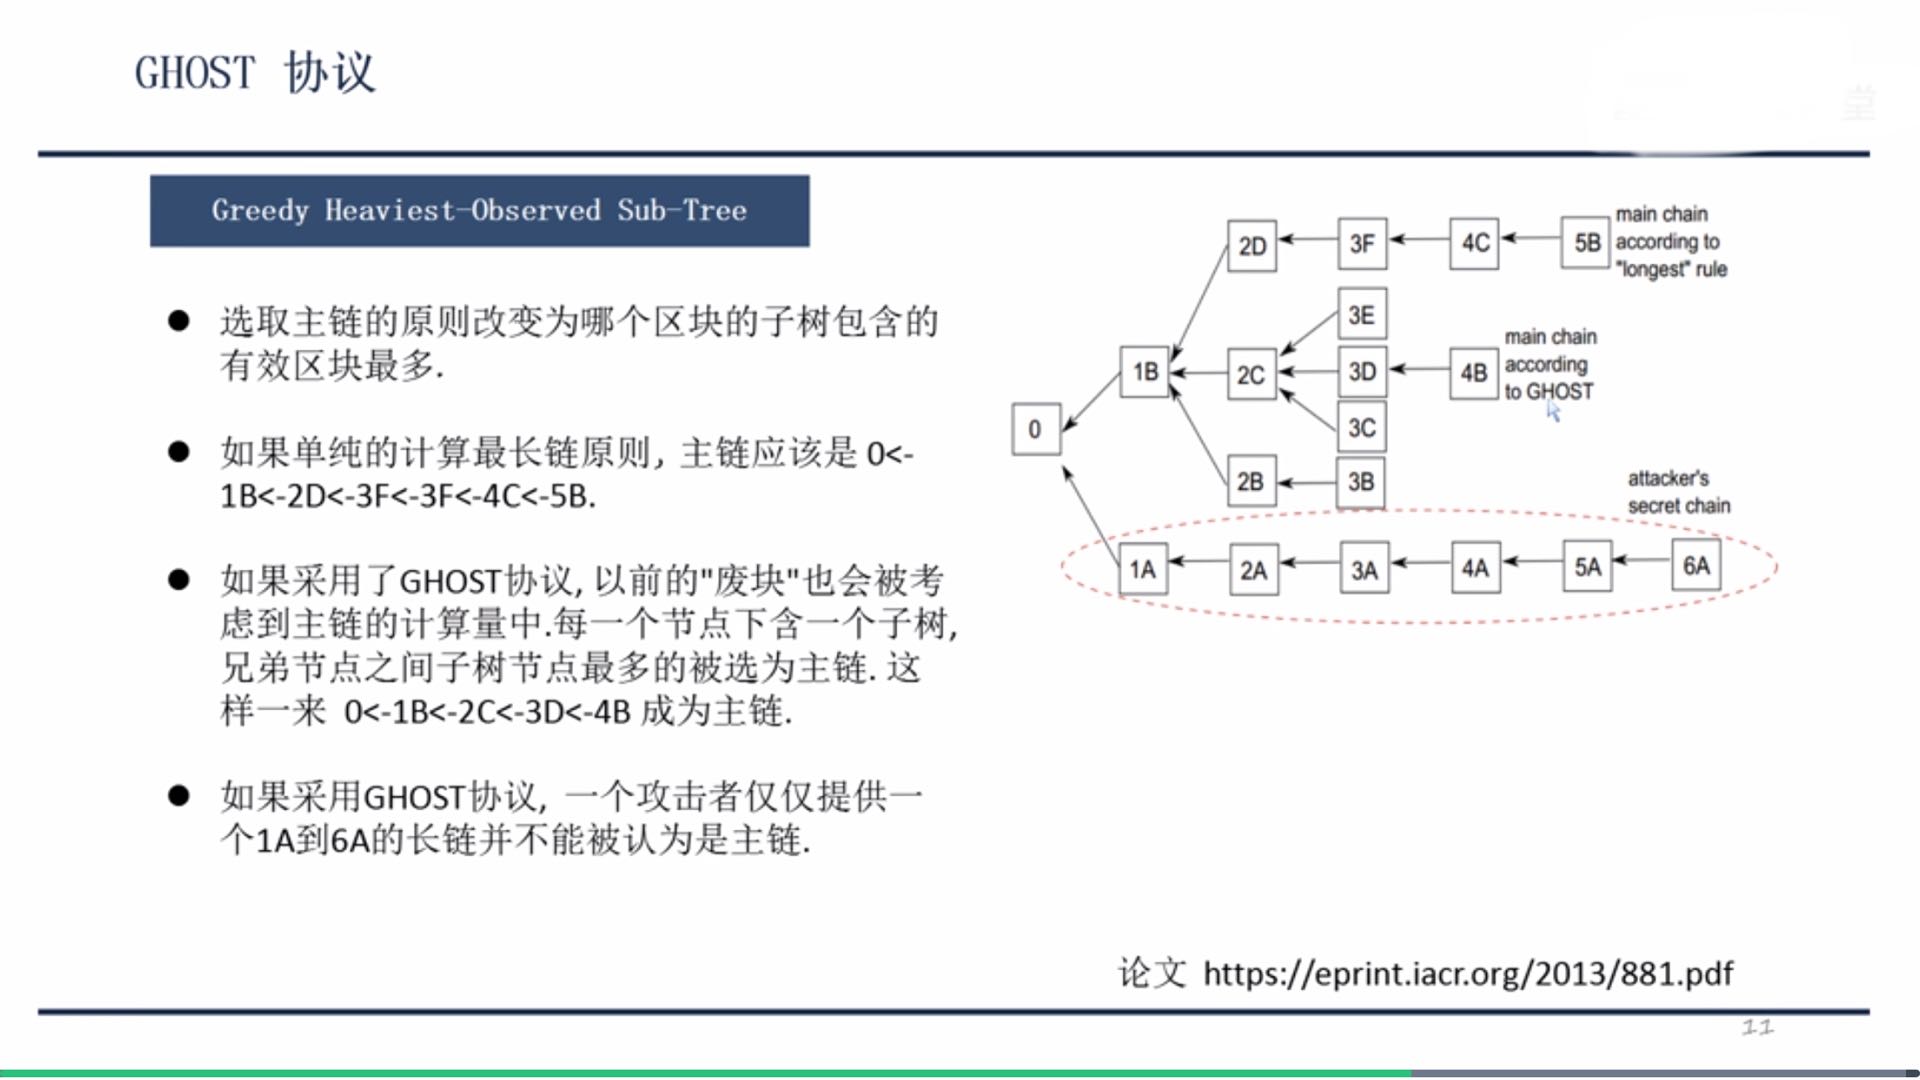 GHOST 协议
堂
Greedy Heaviest-Observed Sub-Tree
● 选取主链的原则改变为哪个区块的子树包含的
有效区块最多.
● 如果单纯的计算最长链原则, 主链应该是 0<-
1B<-2D<-3F<-3F<-4C<-5B.
● 如果采用了GHOST协议, 以前的"废块"也会被考
虑到主链的计算量中.每一个节点下含一个子树,
兄弟节点之间子树节点最多的被选为主链. 这
样一来 0<-1B<-2C<-3D<-4B 成为主链.
● 如果采用GHOST协议, 一个攻击者仅仅提供一
个1A到6A的长链并不能被认为是主链.
2D 3F 4C 5B
main chain
according to
"longest" rule
3E
1B 2C 3D 4B
main chain
according
to GHOST
0
3C
2B 3B
attacker's
secret chain
1A 2A 3A 4A 5A 6A
论文 https://eprint.iacr.org/2013/881.pdf
11